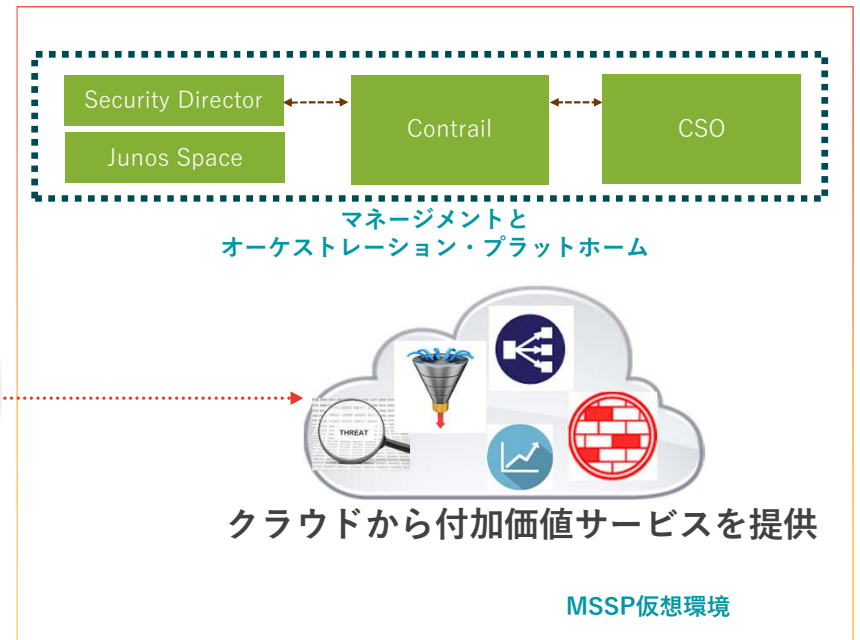 Security Director
Junos Space
Contrail
CSO
マネージメントと
オーケストレーション・プラットホーム
THREAT
クラウドから付加価値サービスを提供
MSSP仮想環境